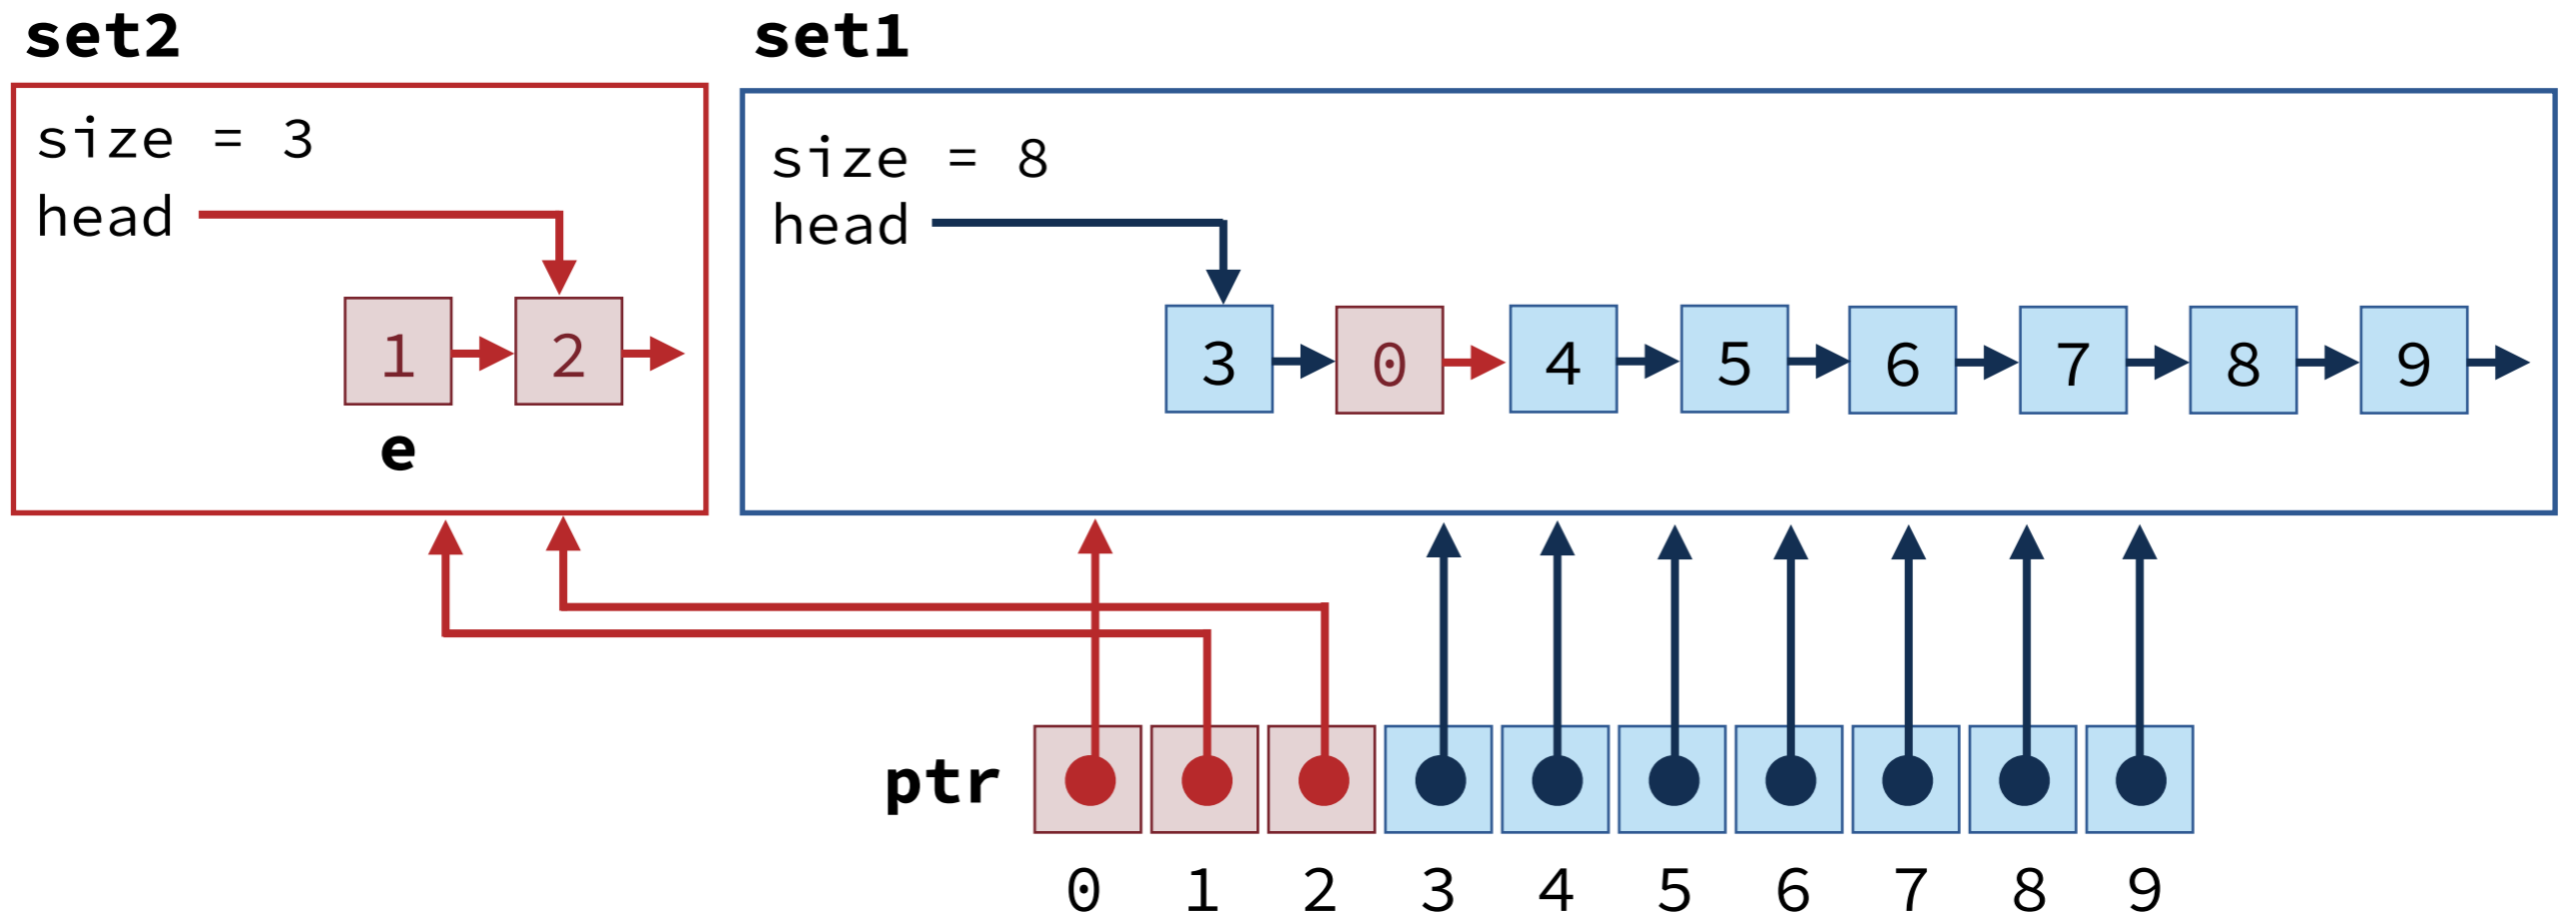 set2
size = 3
head
1 2
e
set1
size = 8
head
3 0 4 5 6 7 8 9
ptr
0 1 2 3 4 5 6 7 8 9